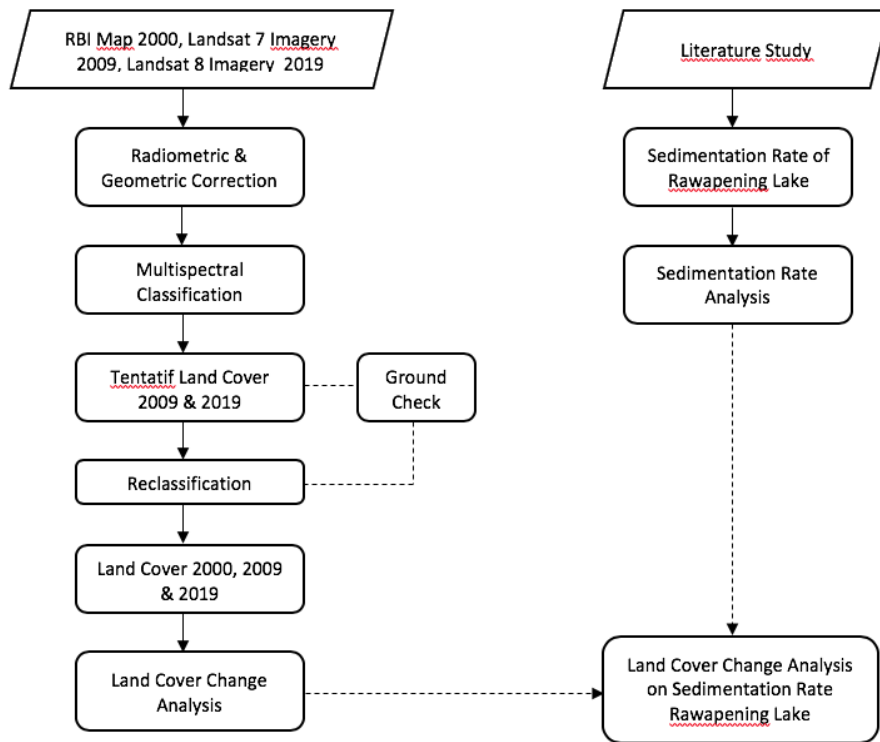 RBI Map 2000, Landsat 7 Imagery
2009, Landsat 8 Imagery 2019
Radiometric &
Geometric Correction
Multispectral
Classification
Tentatif Land Cover
2009 & 2019
Ground
Check
Reclassification
Land Cover 2000, 2009
& 2019
Land Cover Change
Analysis
Literature Study
Sedimentation Rate of
Rawapening Lake
Sedimentation Rate
Analysis
Land Cover Change Analysis
on Sedimentation Rate
Rawapening Lake